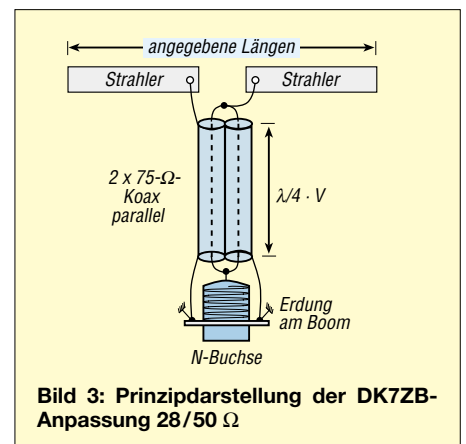 angegebene Längen
Strahler
Strahler
2 x 75-Ω-
Koax
parallel
λ/4 · V
Erdung
am Boom
N-Buchse
Bild 3: Prinzipdarstellung der DK7ZB-
Anpassung 28/50 Ω